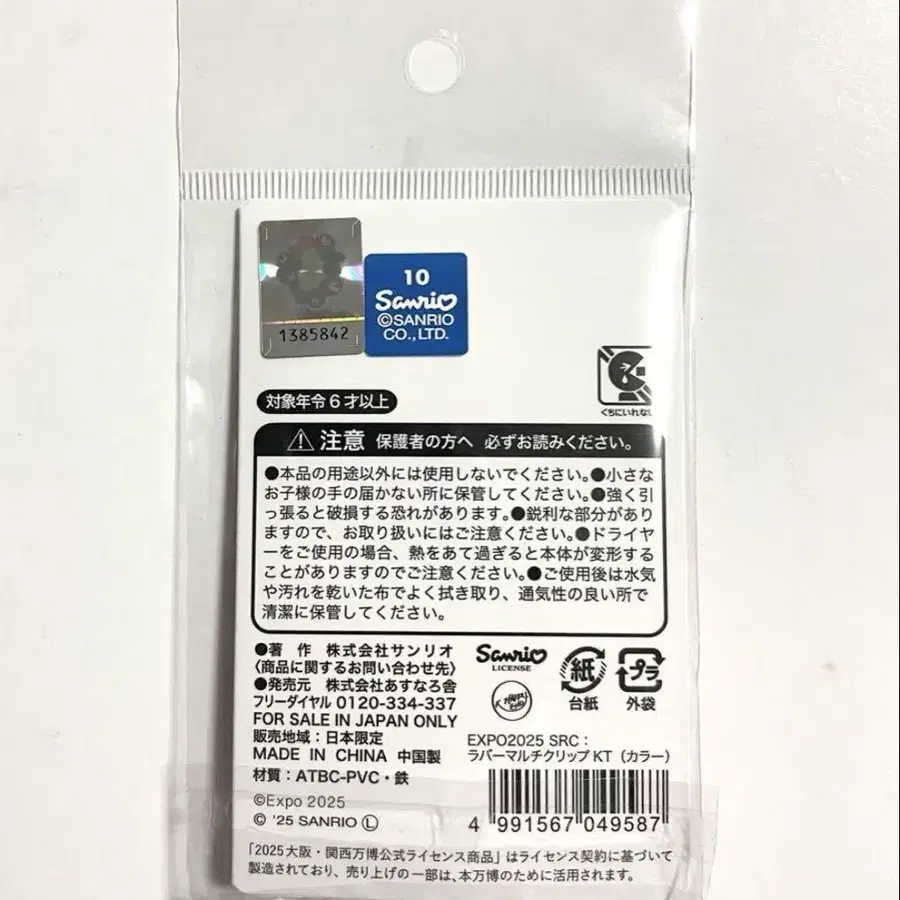 1385842
10
Sanrio
©SANRIO
CO.,LTD.
くちにいれない
対象年令6才以上
注意 保護者の方へ 必ずお読みください。
●本品の用途以外には使用しないでください。●小さな
お子様の手の届かない所に保管してください。●強く引
っ張ると破損する恐れがあります。●鋭利な部分があり
ますので、お取り扱いにはご注意ください。●ドライヤ
ーをご使用の場合、熱をあて過ぎると本体が変形する
ことがありますのでご注意ください。●ご使用後は水気
や汚れを乾いた布でよく拭き取り、通気性の良い所で
清潔に保管してください。
●著 作 株式会社サンリオ
〈商品に関するお問い合わせ先〉
●発売元 株式会社あすなろ舎
フリーダイヤル 0120-334-337
FOR SALE IN JAPAN ONLY
販売地域：日本限定
MADE IN CHINA 中国製
材質：ATBC-PVC・鉄
©Expo 2025
© '25 SANRIO Ⓛ
Sanrio
LICENSE
紙
台紙
プラ
外袋
EXPO2025 SRC：
ラバーマルチクリップ KT（カラー）
4 991567 049587
「2025大阪・関西万博公式ライセンス商品」はライセンス契約に基づいて
製造されており、売り上げの一部は、本万博のために活用されます。